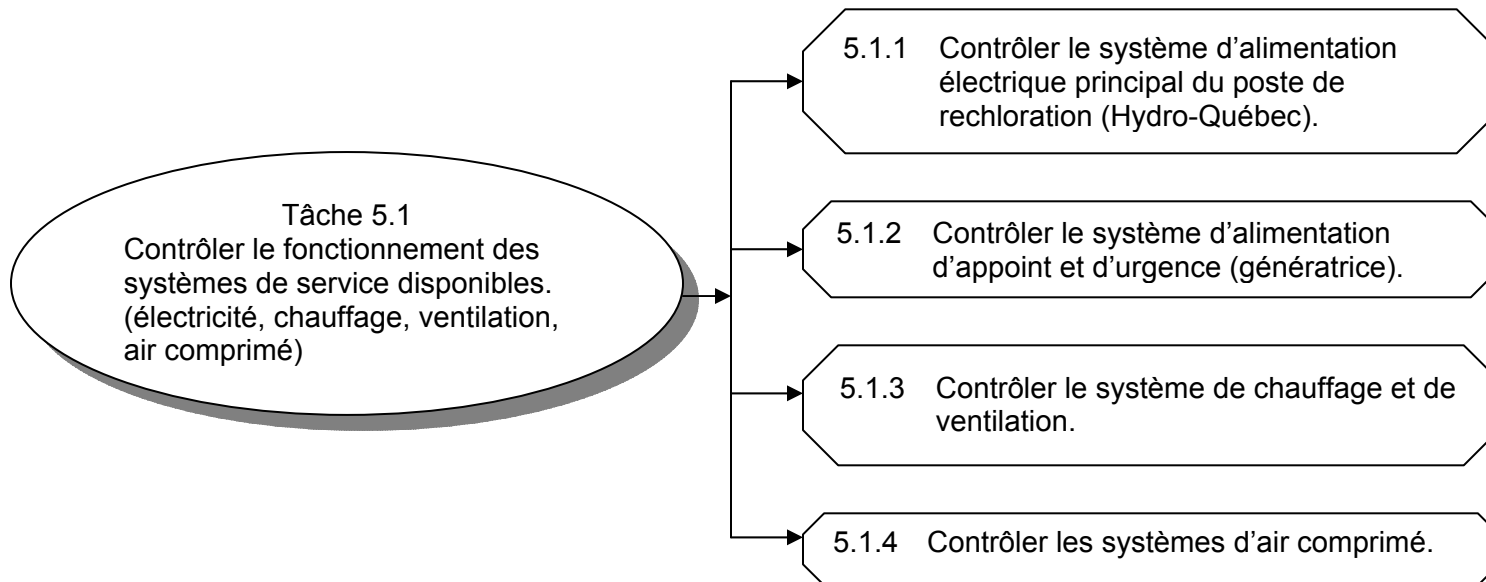 Tâche 5.1
Contrôler le fonctionnement des
systèmes de service disponibles.
(électricité, chauffage, ventilation,
air comprimé)
5.1.1 Contrôler le système d’alimentation
électrique principal du poste de
rechloration (Hydro-Québec).
5.1.2 Contrôler le système d’alimentation
d’appoint et d’urgence (génératrice).
5.1.3 Contrôler le système de chauffage et de
ventilation.
5.1.4 Contrôler les systèmes d’air comprimé.